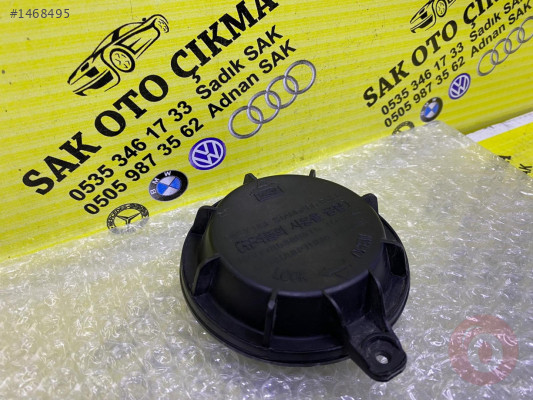 #1468495
SAK OTO ÇIKMA
0535 346 17 33 Sadık SAK
0505 987 35 62 Adnan SAK
SAK OTO ÇIKMA
0535 346 17 33 Sadık SAK
0505 987 35 62 Adnan SAK